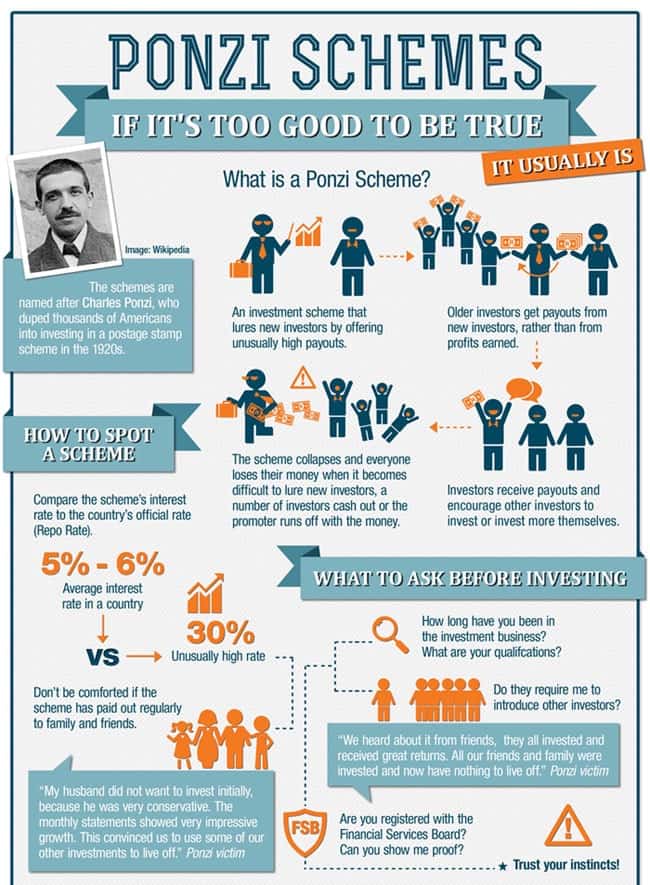 PONZI SCHEMES
IF IT'S TOO GOOD TO BE TRUE
IT USUALLY IS
Image: Wikipedia
The schemes are
named after Charles Ponzi, who
duped thousands of Americans
into investing in a postage stamp
scheme in the 1920s.
What is a Ponzi Scheme?
An investment scheme that
lures new investors by offering
unusually high payouts.
Older investors get payouts from
new investors, rather than from
profits earned.
Investors receive payouts and
encourage other investors to
invest or invest more themselves.
The scheme collapses and everyone
loses their money when it becomes
difficult to lure new investors, a
number of investors cash out or the
promoter runs off with the money.
HOW TO SPOT
A SCHEME
Compare the scheme's interest
rate to the country's official rate
(Repo Rate).
5% - 6%
Average interest
rate in a country
VS
30%
Unusually high rate
Don't be comforted if the
scheme has paid out regularly
to family and friends.
"My husband did not want to invest initially,
because he was very conservative. The
monthly statements showed very impressive
growth. This convinced us to use some of our
other investments to live off." Ponzi victim
WHAT TO ASK BEFORE INVESTING
How long have you been in
the investment business?
What are your qualifcations?
Do they require me to
introduce other investors?
"We heard about it from friends, they all invested and
received great returns. All our friends and family were
invested and now have nothing to live off." Ponzi victim
FSB
Are you registered with the
Financial Services Board?
Can you show me proof?
★ Trust your instincts!